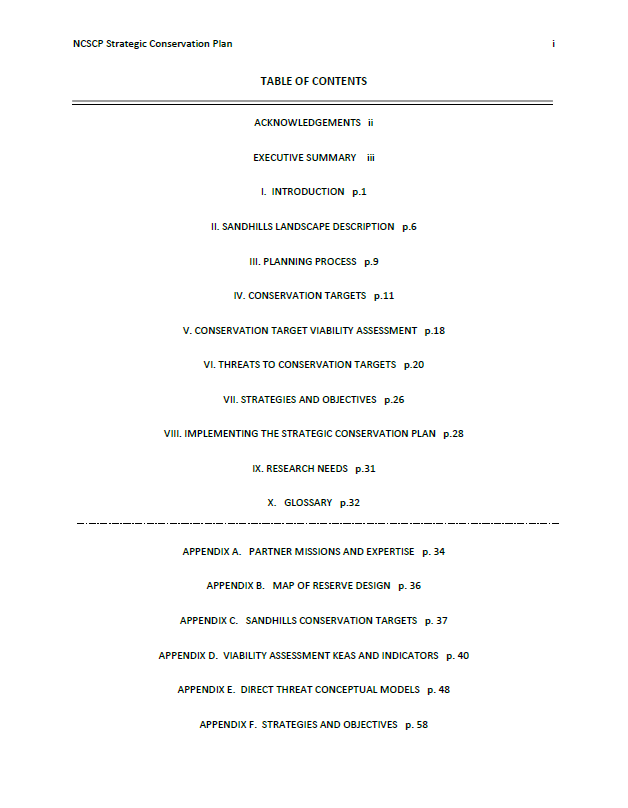 NCSCP Strategic Conservation Plan i
TABLE OF CONTENTS
ACKNOWLEDGEMENTS ii
EXECUTIVE SUMMARY iii
I. INTRODUCTION p.1
II. SANDHILLS LANDSCAPE DESCRIPTION p.6
III. PLANNING PROCESS p.9
IV. CONSERVATION TARGETS p.11
V. CONSERVATION TARGET VIABILITY ASSESSMENT p.18
VI. THREATS TO CONSERVATION TARGETS p.20
VII. STRATEGIES AND OBJECTIVES p.26
VIII. IMPLEMENTING THE STRATEGIC CONSERVATION PLAN p.28
IX. RESEARCH NEEDS p.31
X. GLOSSARY p.32
APPENDIX A. PARTNER MISSIONS AND EXPERTISE p. 34
APPENDIX B. MAP OF RESERVE DESIGN p. 36
APPENDIX C. SANDHILLS CONSERVATION TARGETS p. 37
APPENDIX D. VIABILITY ASSESSMENT KEAS AND INDICATORS p. 40
APPENDIX E. DIRECT THREAT CONCEPTUAL MODELS p. 48
APPENDIX F. STRATEGIES AND OBJECTIVES p. 58